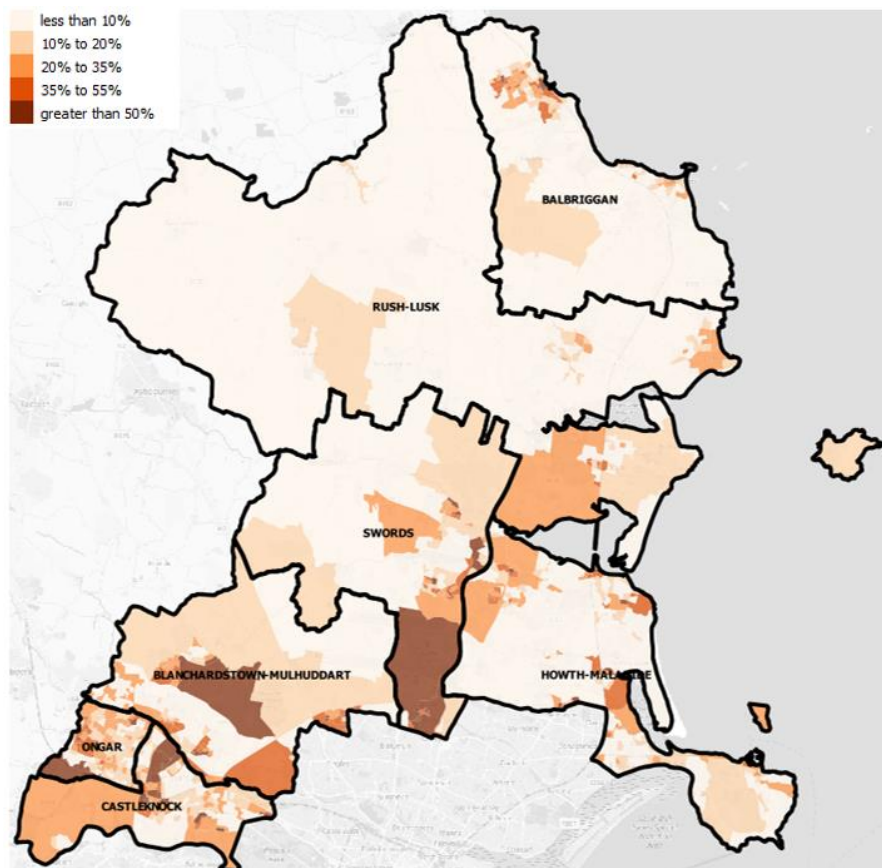 less than 10%
10% to 20%
20% to 35%
35% to 55%
greater than 50%
BALBRIGGAN
RUSH-LUSK
SWORDS
BLANCHARDSTOWN-MULHUDDART
HOWTH-MALAHIDE
ONGAR
CASTLEKNOCK